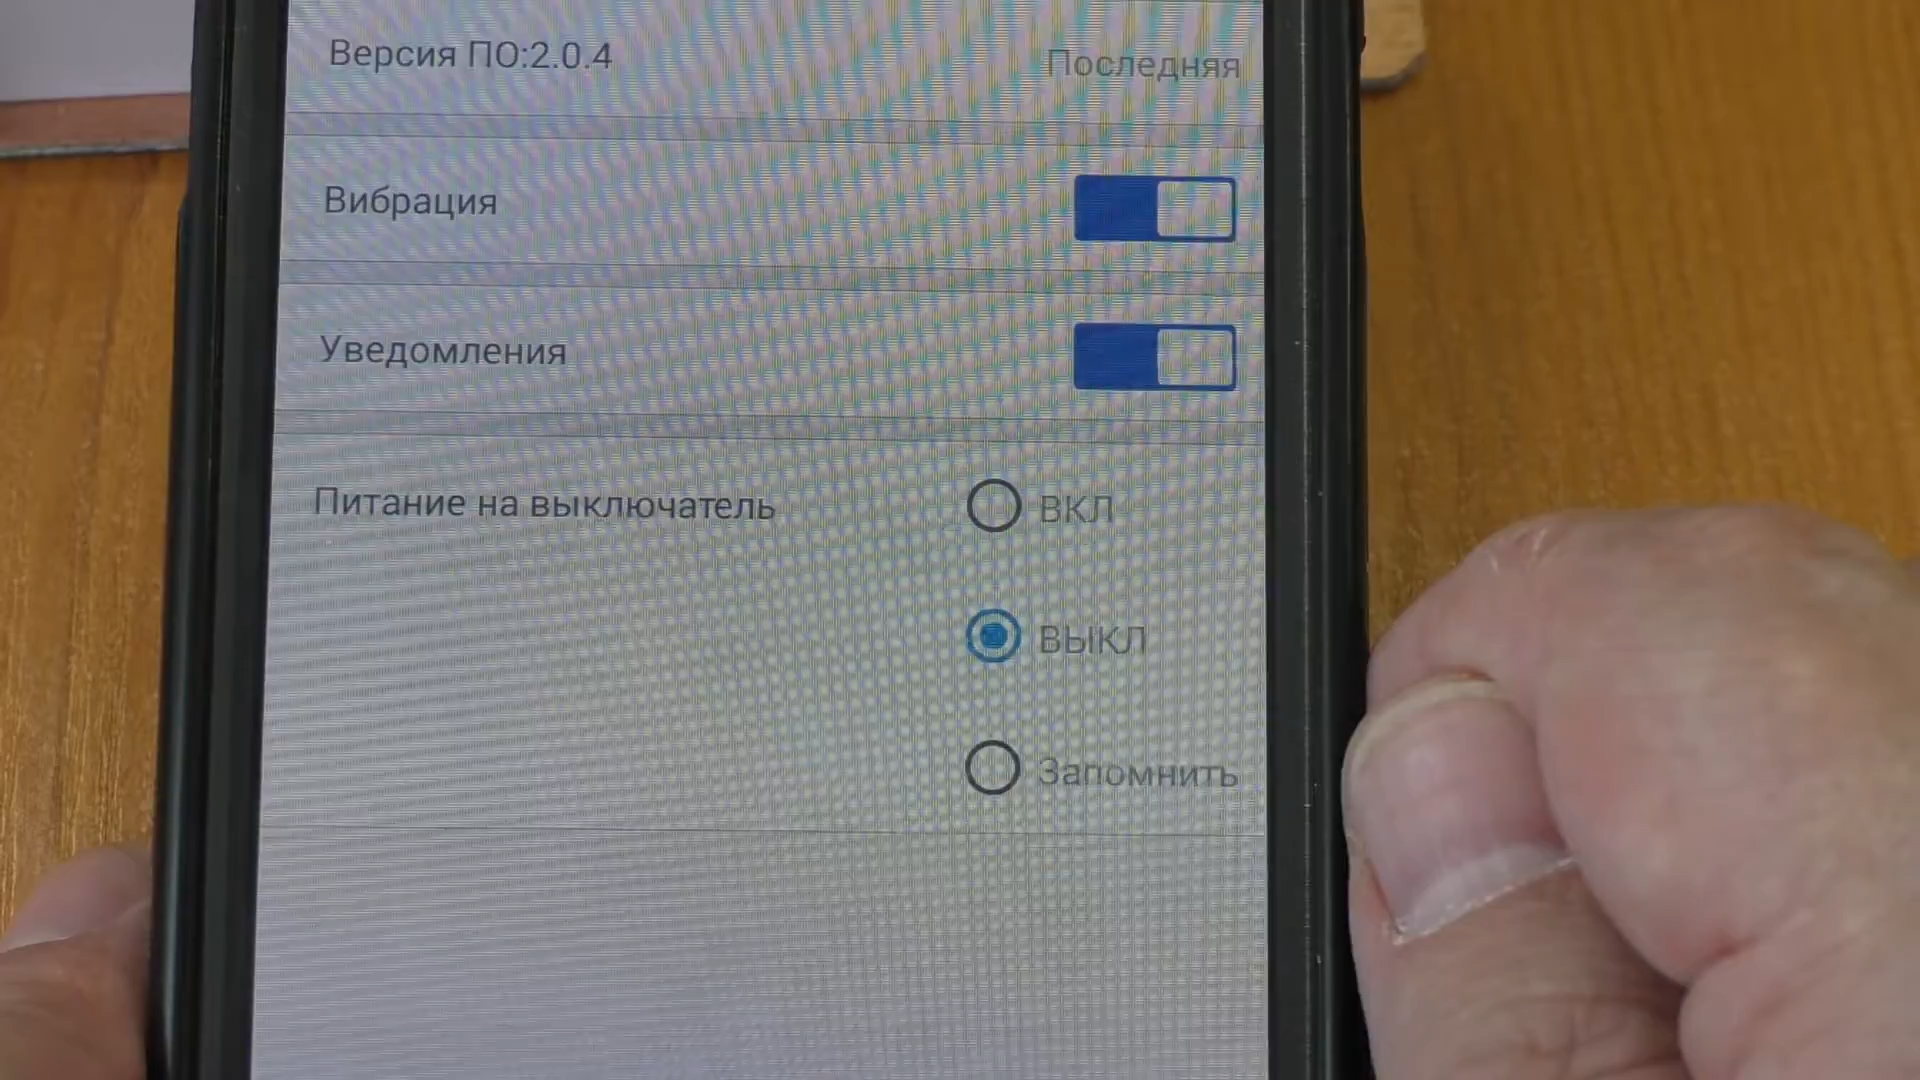 Версия ПО:2.0.4
Последняя
Вибрация
Уведомления
Питание на выключатель
ВКЛ
ВЫКЛ
Запомнить